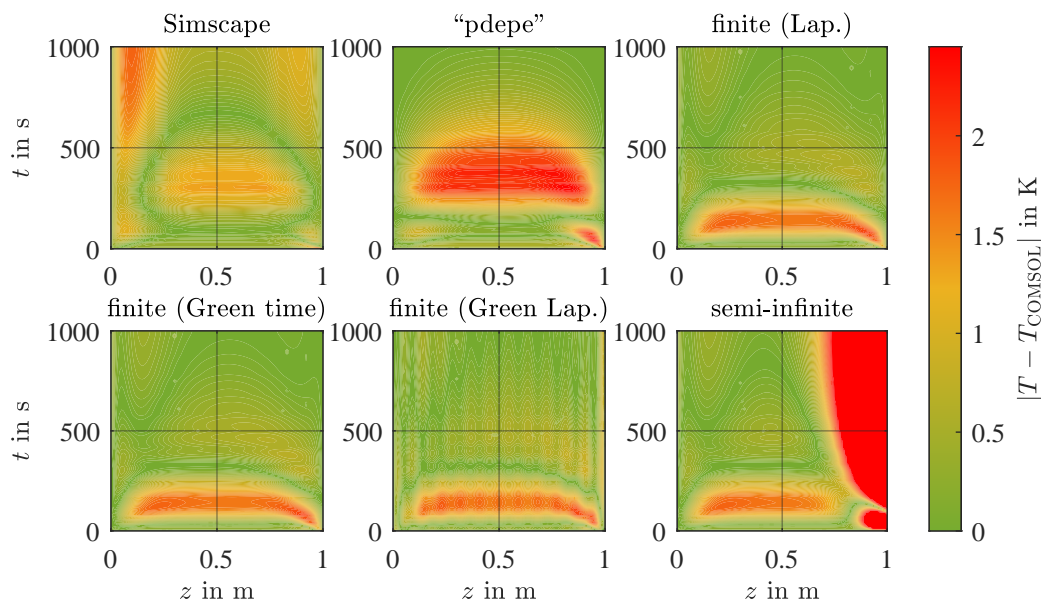 Simscape “pdepe” finite (Lap.)
1000 1000 1000
500 500 500 2
t in s
0 0 0
0 0.5 1 0 0.5 1 0 0.5 1 1.5
finite (Green time) finite (Green Lap.) semi-infinite
1000 1000 1000 1
500 500 500 0.5
t in s
0 0 0 0
0 0.5 1 0 0.5 1 0 0.5 1
z in m z in m z in m
|T − T_COMSOL| in K